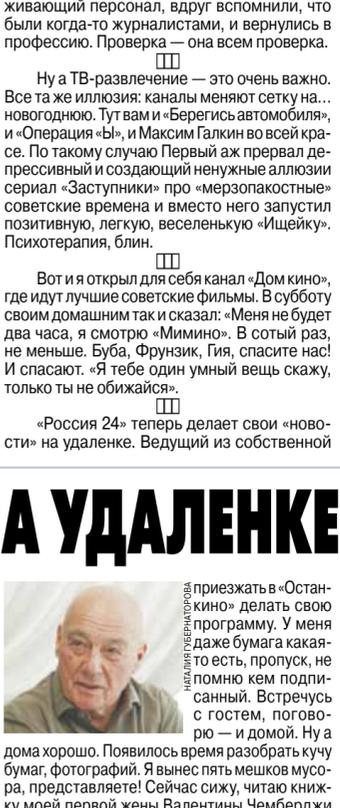 живающий персонал, вдруг вспомнили, что
были когда-то журналистами, и вернулись в
профессию. Проверка — она всем проверка.
Ну а ТВ-развлечение — это очень важно.
Все та же иллюзия: каналы меняют сетку на...
новогоднюю. Тут вам и «Берегись автомобиля»,
и «Операция «Ы», и Максим Галкин во всей кра-
се. По такому случаю Первый аж прервал де-
прессивный и создающий ненужные аллюзии
сериал «Заступники» про «мерзопакостные»
советские времена и вместо него запустил
позитивную, легкую, веселенькую «Ищейку».
Психотерапия, блин.
Вот и я открыл для себя канал «Дом кино»,
где идут лучшие советские фильмы. В субботу
своим домашним так и сказал: «Меня не будет
два часа, я смотрю «Мимино». В сотый раз,
не меньше. Буба, Фрунзик, Гия, спасите нас!
И спасают. «Я тебе один умный вещь скажу,
только ты не обижайся».
«Россия 24» теперь делает свои «ново-
сти» на удаленке. Ведущий из собственной
А УДАЛЕНКЕ
НАТАЛИЯ ГУБЕРНАТОРОВА
приезжать в «Остан-
кино» делать свою
программу. У меня
даже бумага какая-
то есть, пропуск, не
помню кем подпи-
санный. Встречусь
с гостем, погово-
рю — и домой. Ну а
дома хорошо. Появилось время разобрать кучу
бумаг, фотографий. Я вынес пять мешков мусо-
ра, представляете! Сейчас сижу, читаю книж-
ку моей первой жены Валентины Чемберджи